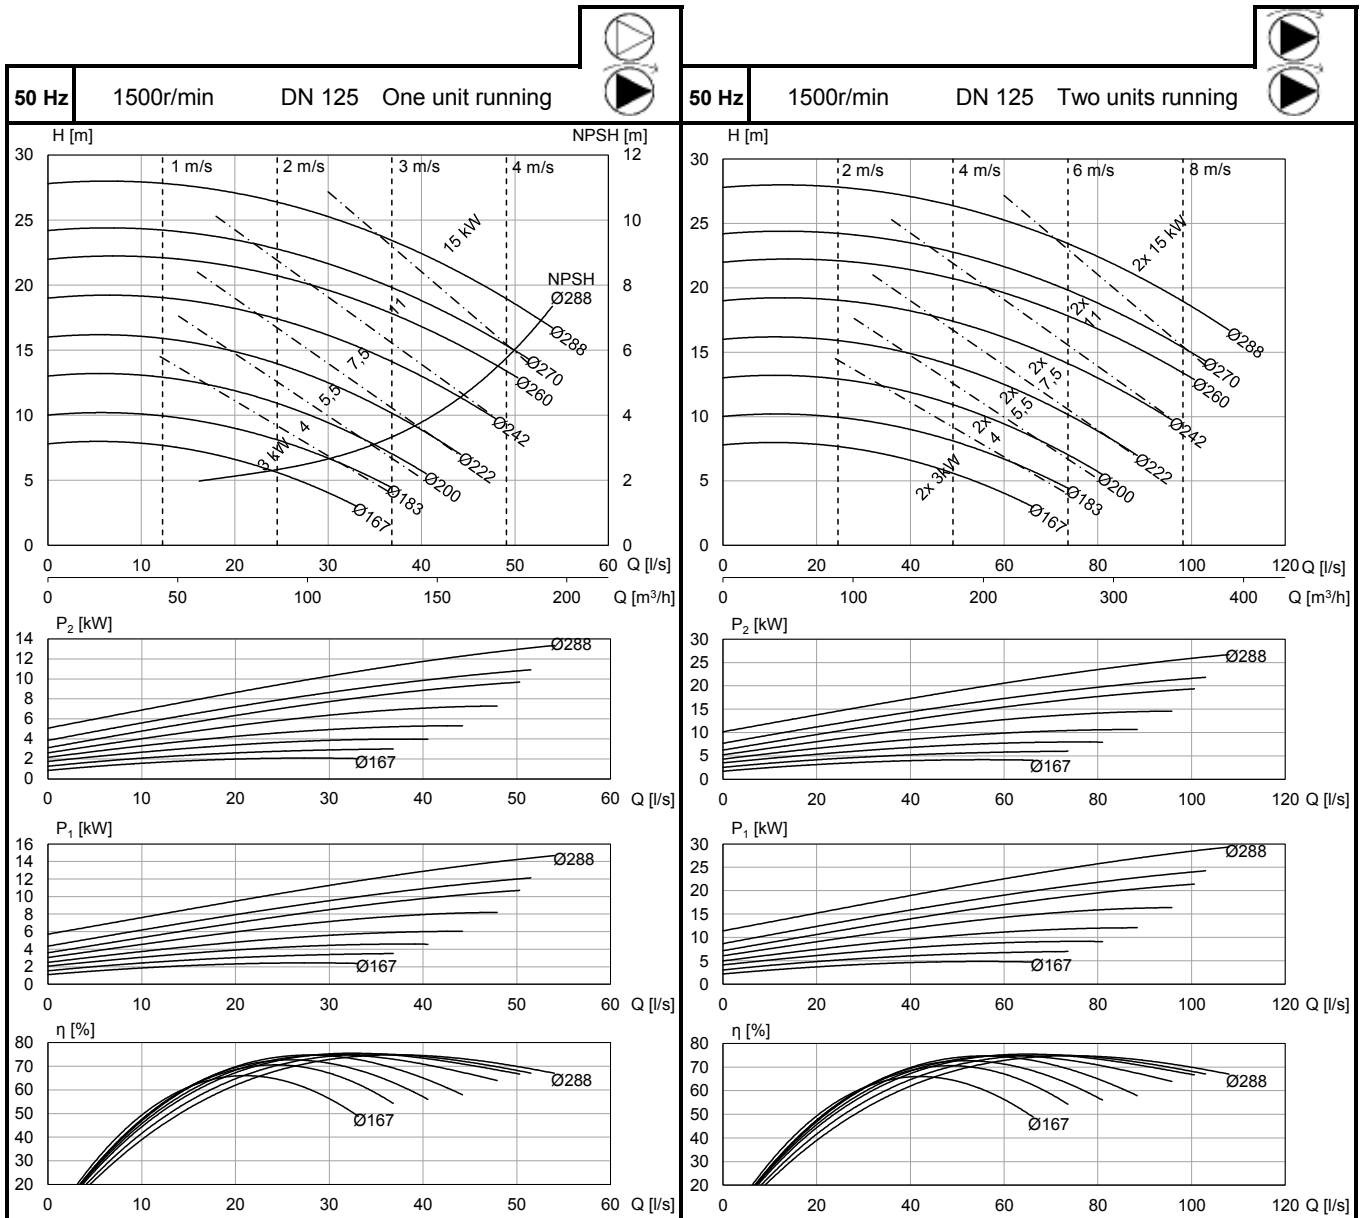 50 Hz 1500r/min DN 125 One unit running
H [m] NPSH [m]
30 1 m/s 2 m/s 3 m/s 4 m/s 12
25 15 kW 10
20 11 NPSH 8
Ø288
Ø288
15 7,5 Ø270 6
5,5 Ø260
10 4 Ø242 4
3 kW Ø222
5 Ø200 2
Ø183
Ø167
0 0
0 10 20 30 40 50 60 Q [l/s]
0 50 100 150 200 Q [m³/h]
P₂ [kW]
14 Ø288
12
10
8
6
4
2 Ø167
0
0 10 20 30 40 50 60 Q [l/s]
P₁ [kW]
16
14 Ø288
12
10
8
6
4
2 Ø167
0
0 10 20 30 40 50 60 Q [l/s]
η [%]
80
70
60 Ø288
50 Ø167
40
30
20
0 10 20 30 40 50 60 Q [l/s]
50 Hz 1500r/min DN 125 Two units running
H [m]
30 2 m/s 4 m/s 6 m/s 8 m/s
25 2x 15 kW
20 2x 11
Ø288
15 2x 7,5 Ø270
2x 5,5 Ø260
10 2x 4 Ø242
2x 3kW Ø222
5 Ø200
Ø183
Ø167
0
0 20 40 60 80 100 120 Q [l/s]
0 100 200 300 400 Q [m³/h]
P₂ [kW]
30
25 Ø288
20
15
10
5 Ø167
0
0 20 40 60 80 100 120 Q [l/s]
P₁ [kW]
30 Ø288
25
20
15
10
5 Ø167
0
0 20 40 60 80 100 120 Q [l/s]
η [%]
80
70
60 Ø288
50 Ø167
40
30
20
0 20 40 60 80 100 120 Q [l/s]